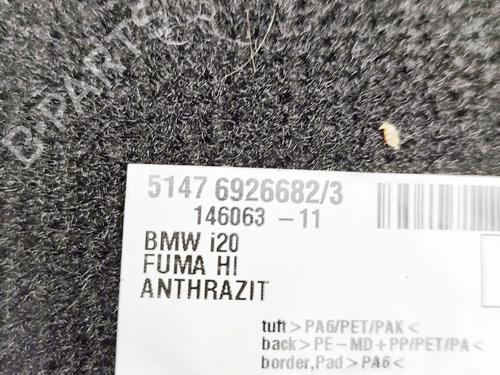 B-PARTS
5147 6926682/3
146063 -11
BMW i20
FUMA HI
ANTHRAZIT
tuft>PA6/PET/PAK<
back>PE-MD+PP/PET/PA<
border,Pad>PA6<